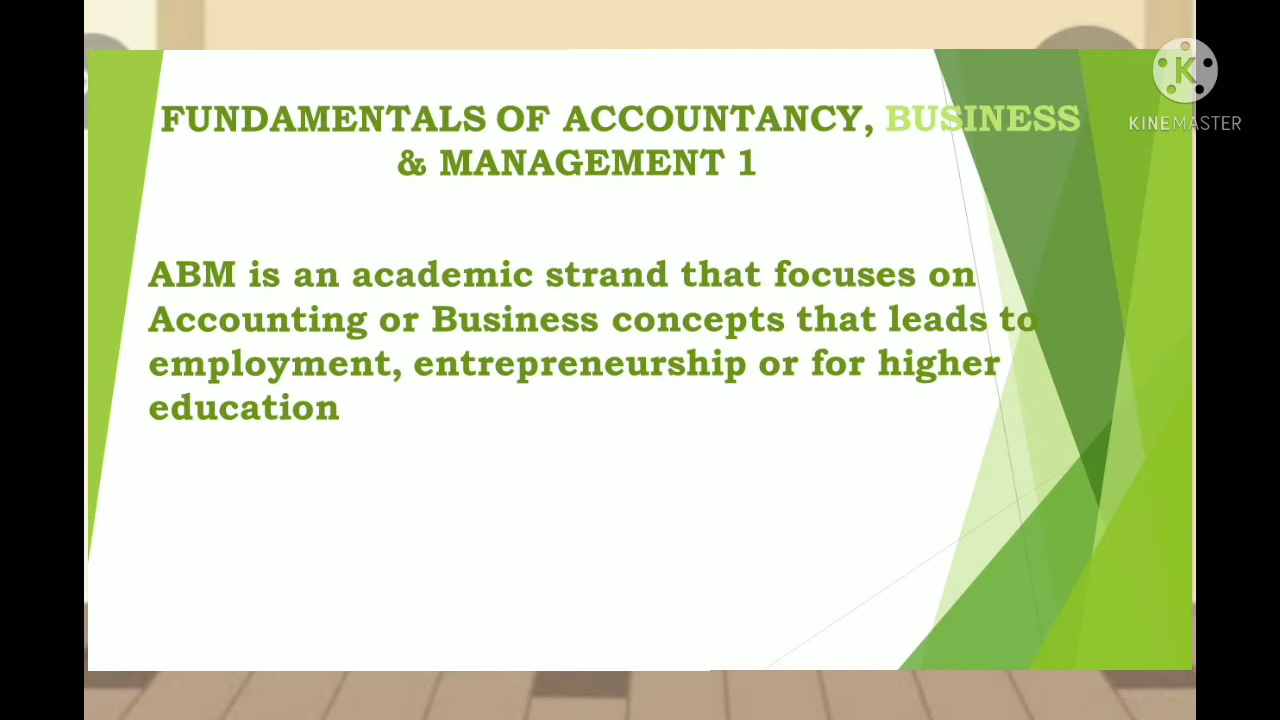 FUNDAMENTALS OF ACCOUNTANCY, BUSINESS
& MANAGEMENT 1
K
KINEMASTER
ABM is an academic strand that focuses on
Accounting or Business concepts that leads to
employment, entrepreneurship or for higher
education